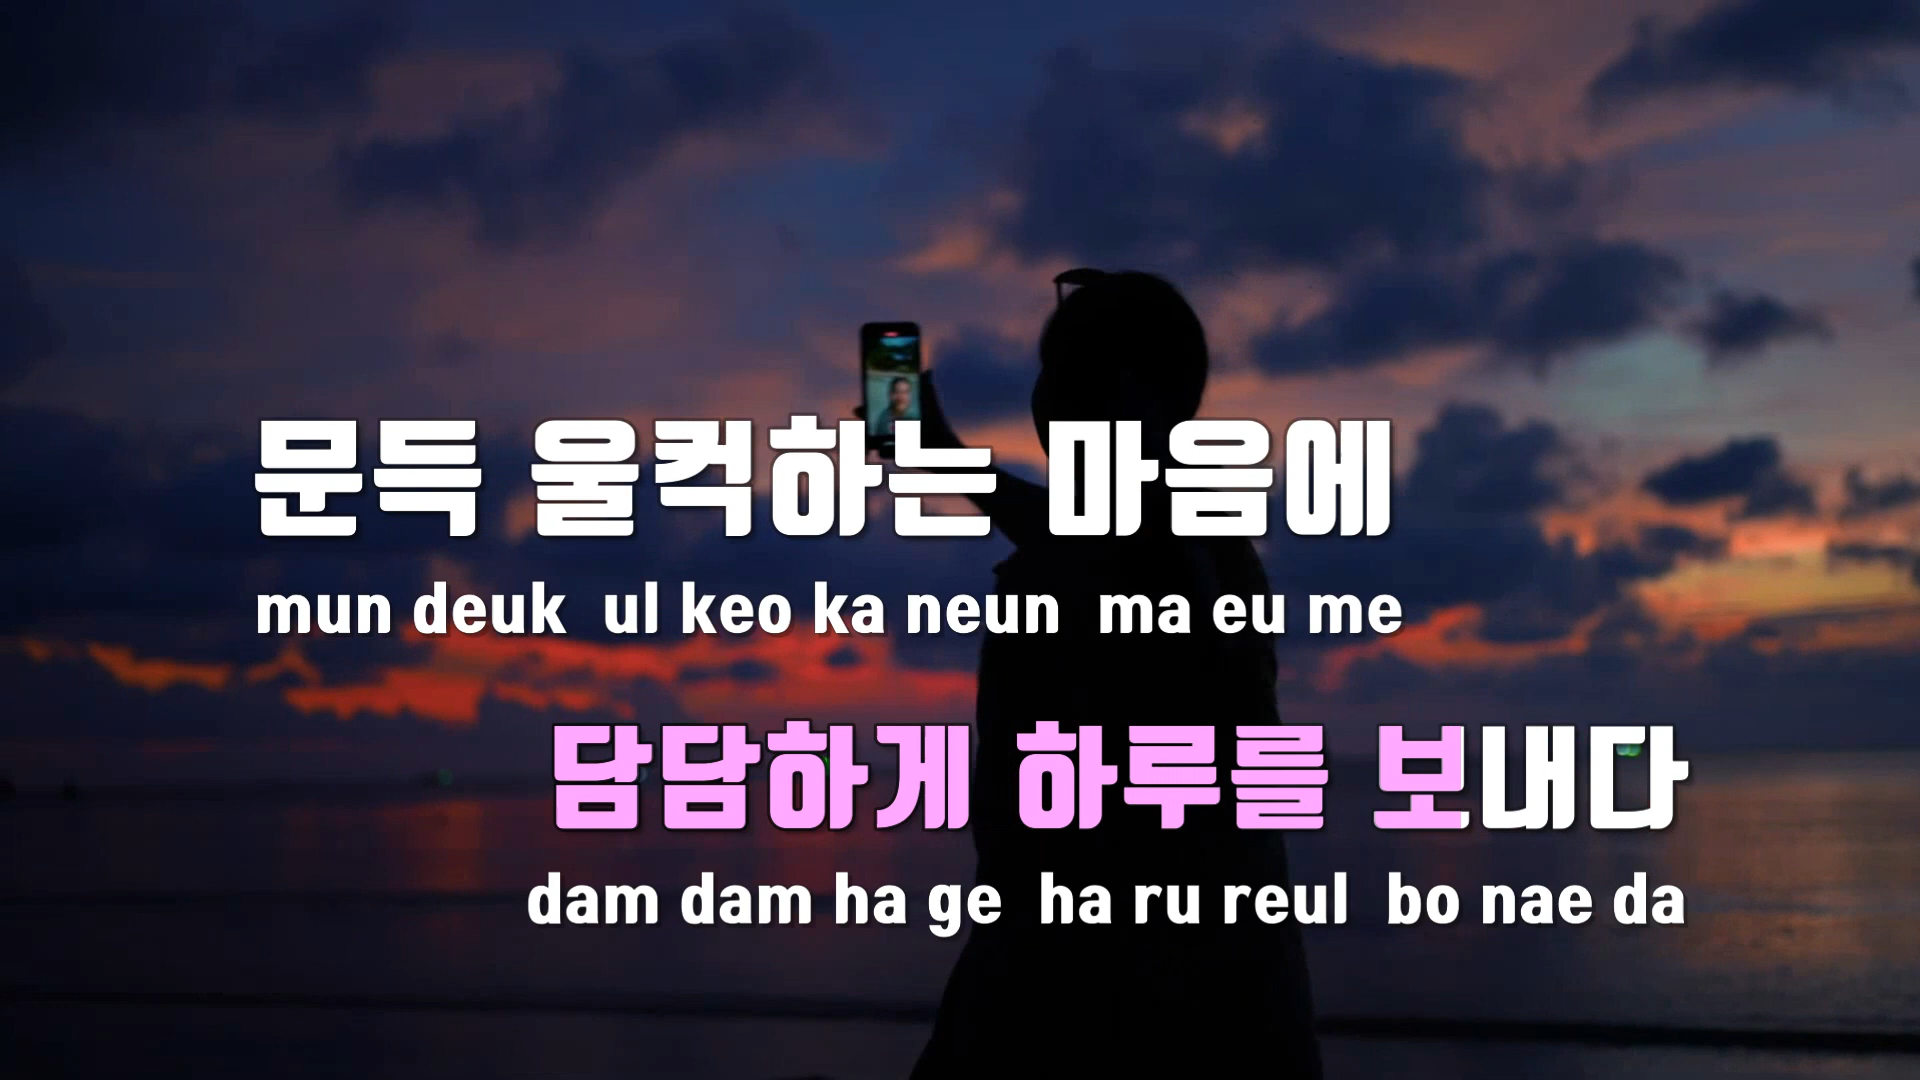 문득 울컥하는 마음에
mun deuk ul keo ka neun ma eu me
담담하게 하루를 보내다
dam dam ha ge ha ru reul bo nae da